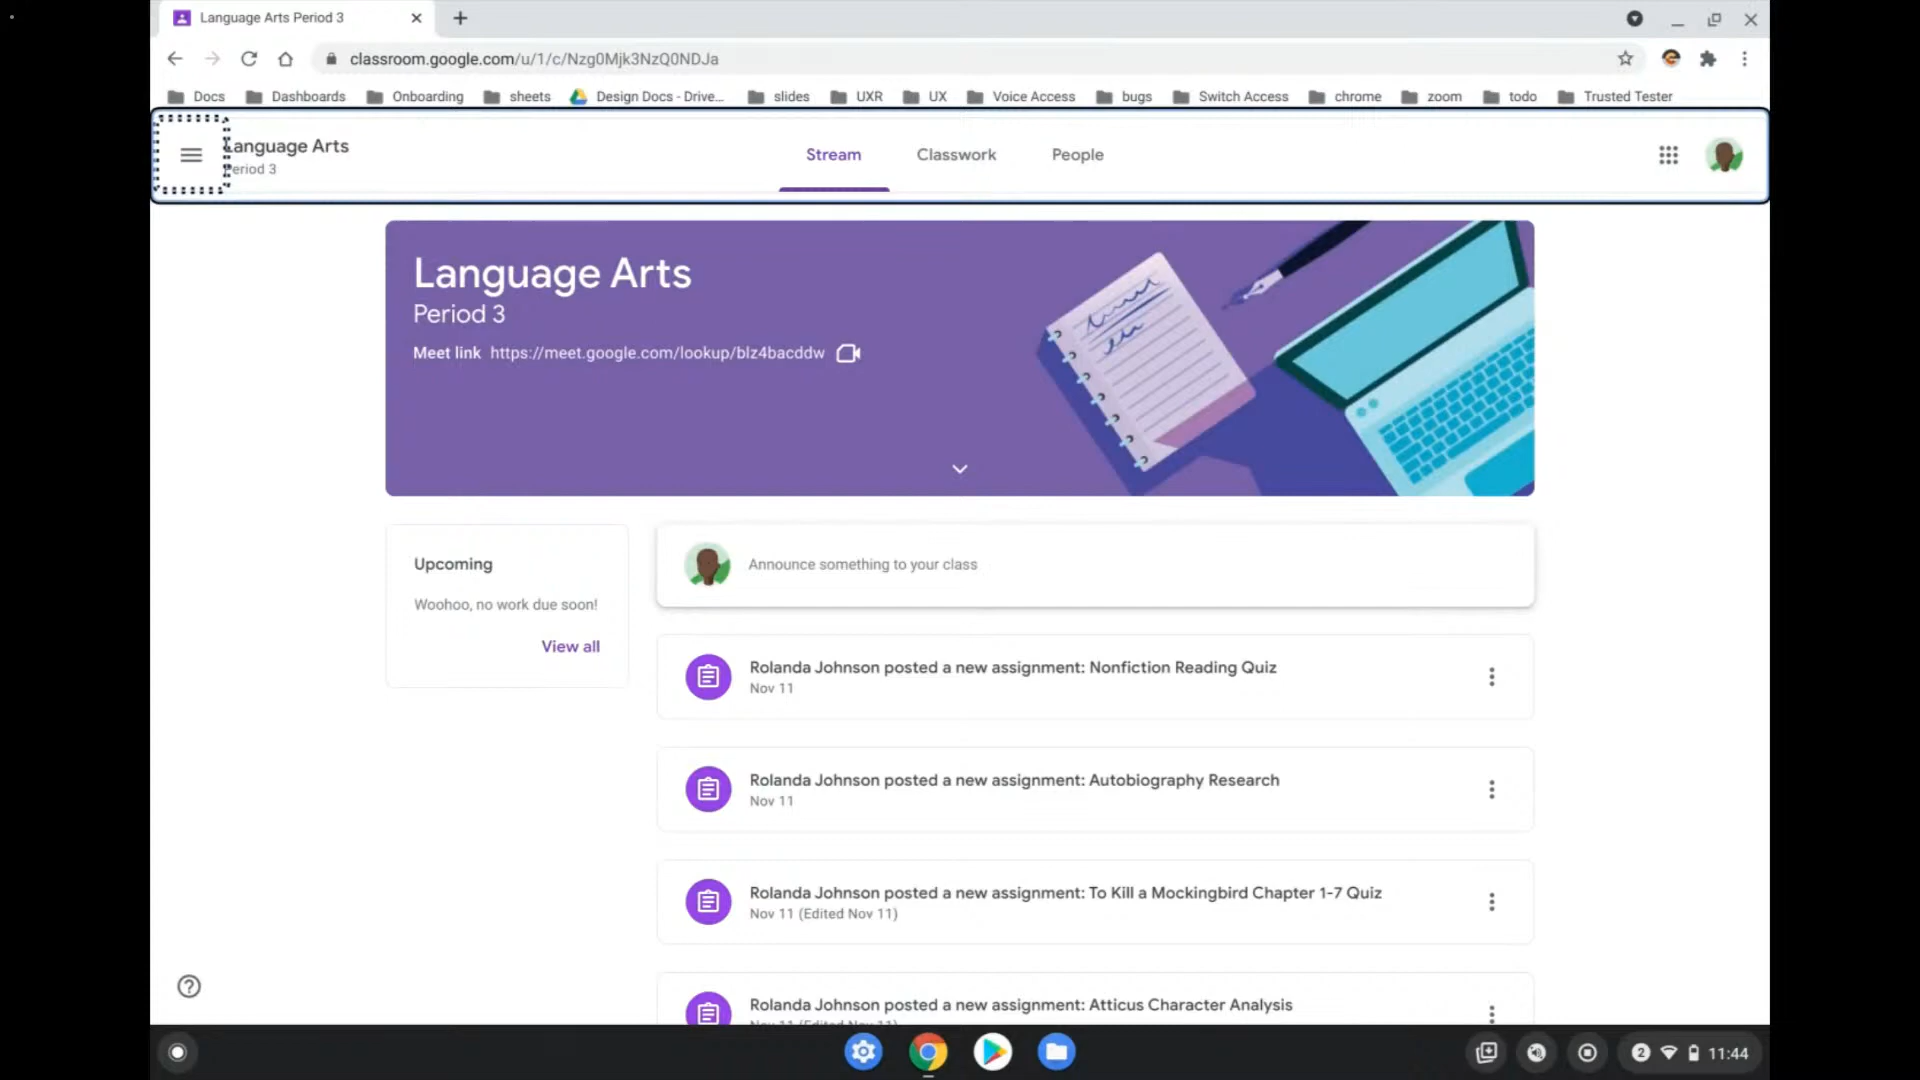 Language Arts Period 3
classroom.google.com/u/1/c/Nzg0Mjk3NzQ0NDJa
Docs Dashboards Onboarding sheets Design Docs - Drive... slides UXR UX Voice Access bugs Switch Access chrome zoom todo Trusted Tester
Language Arts
Period 3
Stream Classwork People
Language Arts
Period 3
Meet link https://meet.google.com/lookup/blz4bacddw
Upcoming
Woohoo, no work due soon!
View all
Announce something to your class
Rolanda Johnson posted a new assignment: Nonfiction Reading Quiz
Nov 11
Rolanda Johnson posted a new assignment: Autobiography Research
Nov 11
Rolanda Johnson posted a new assignment: To Kill a Mockingbird Chapter 1-7 Quiz
Nov 11 (Edited Nov 11)
Rolanda Johnson posted a new assignment: Atticus Character Analysis
Nov 11 (Edited Nov 11)
2 11:44